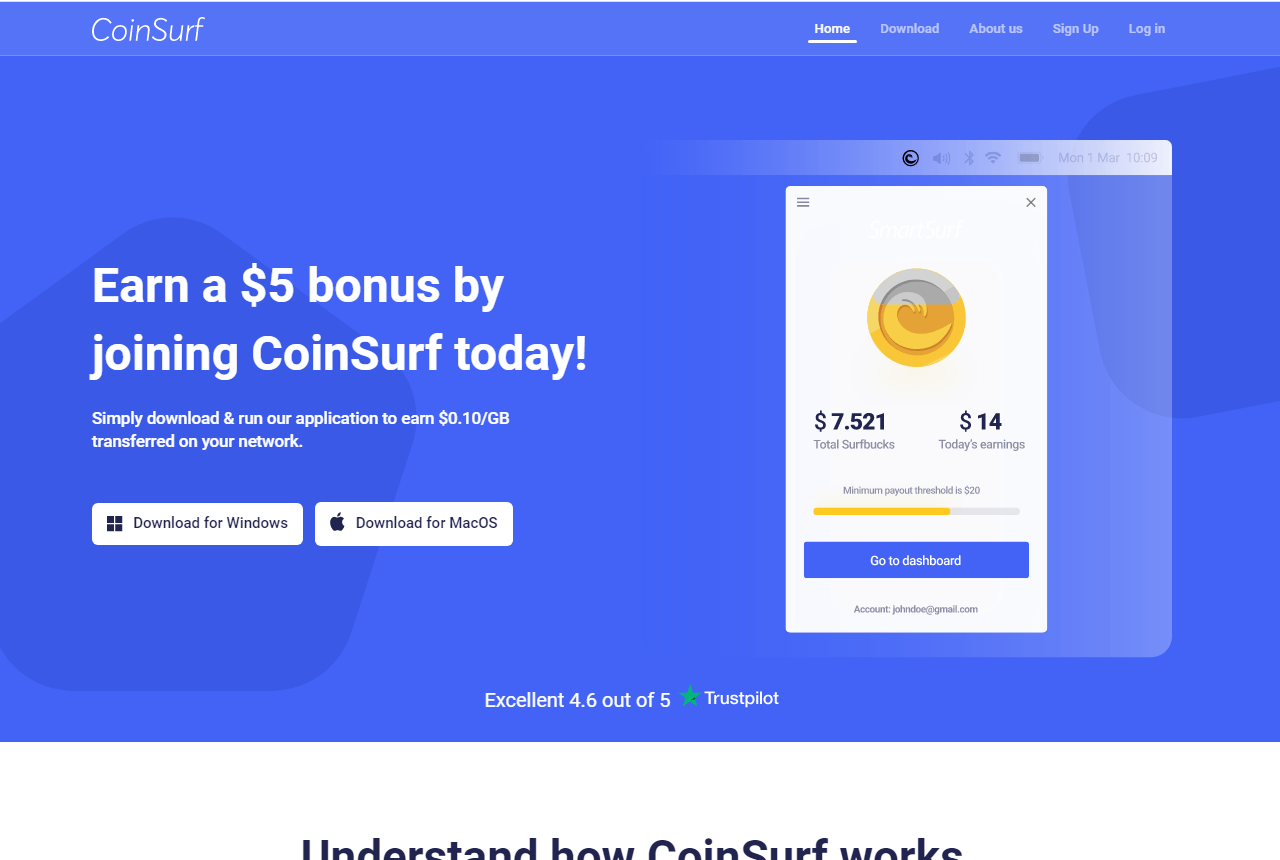 CoinSurf
Home Download About us Sign Up Log in
Mon 1 Mar 10:09
SmartSurf
Earn a $5 bonus by
joining CoinSurf today!
Simply download & run our application to earn $0.10/GB
transferred on your network.
Download for Windows Download for MacOS
$ 7.521 $ 14
Total Surfbucks Today's earnings
Minimum payout threshold is $20
Go to dashboard
Account: johndoe@gmail.com
Excellent 4.6 out of 5 Trustpilot
Understand how CoinSurf works